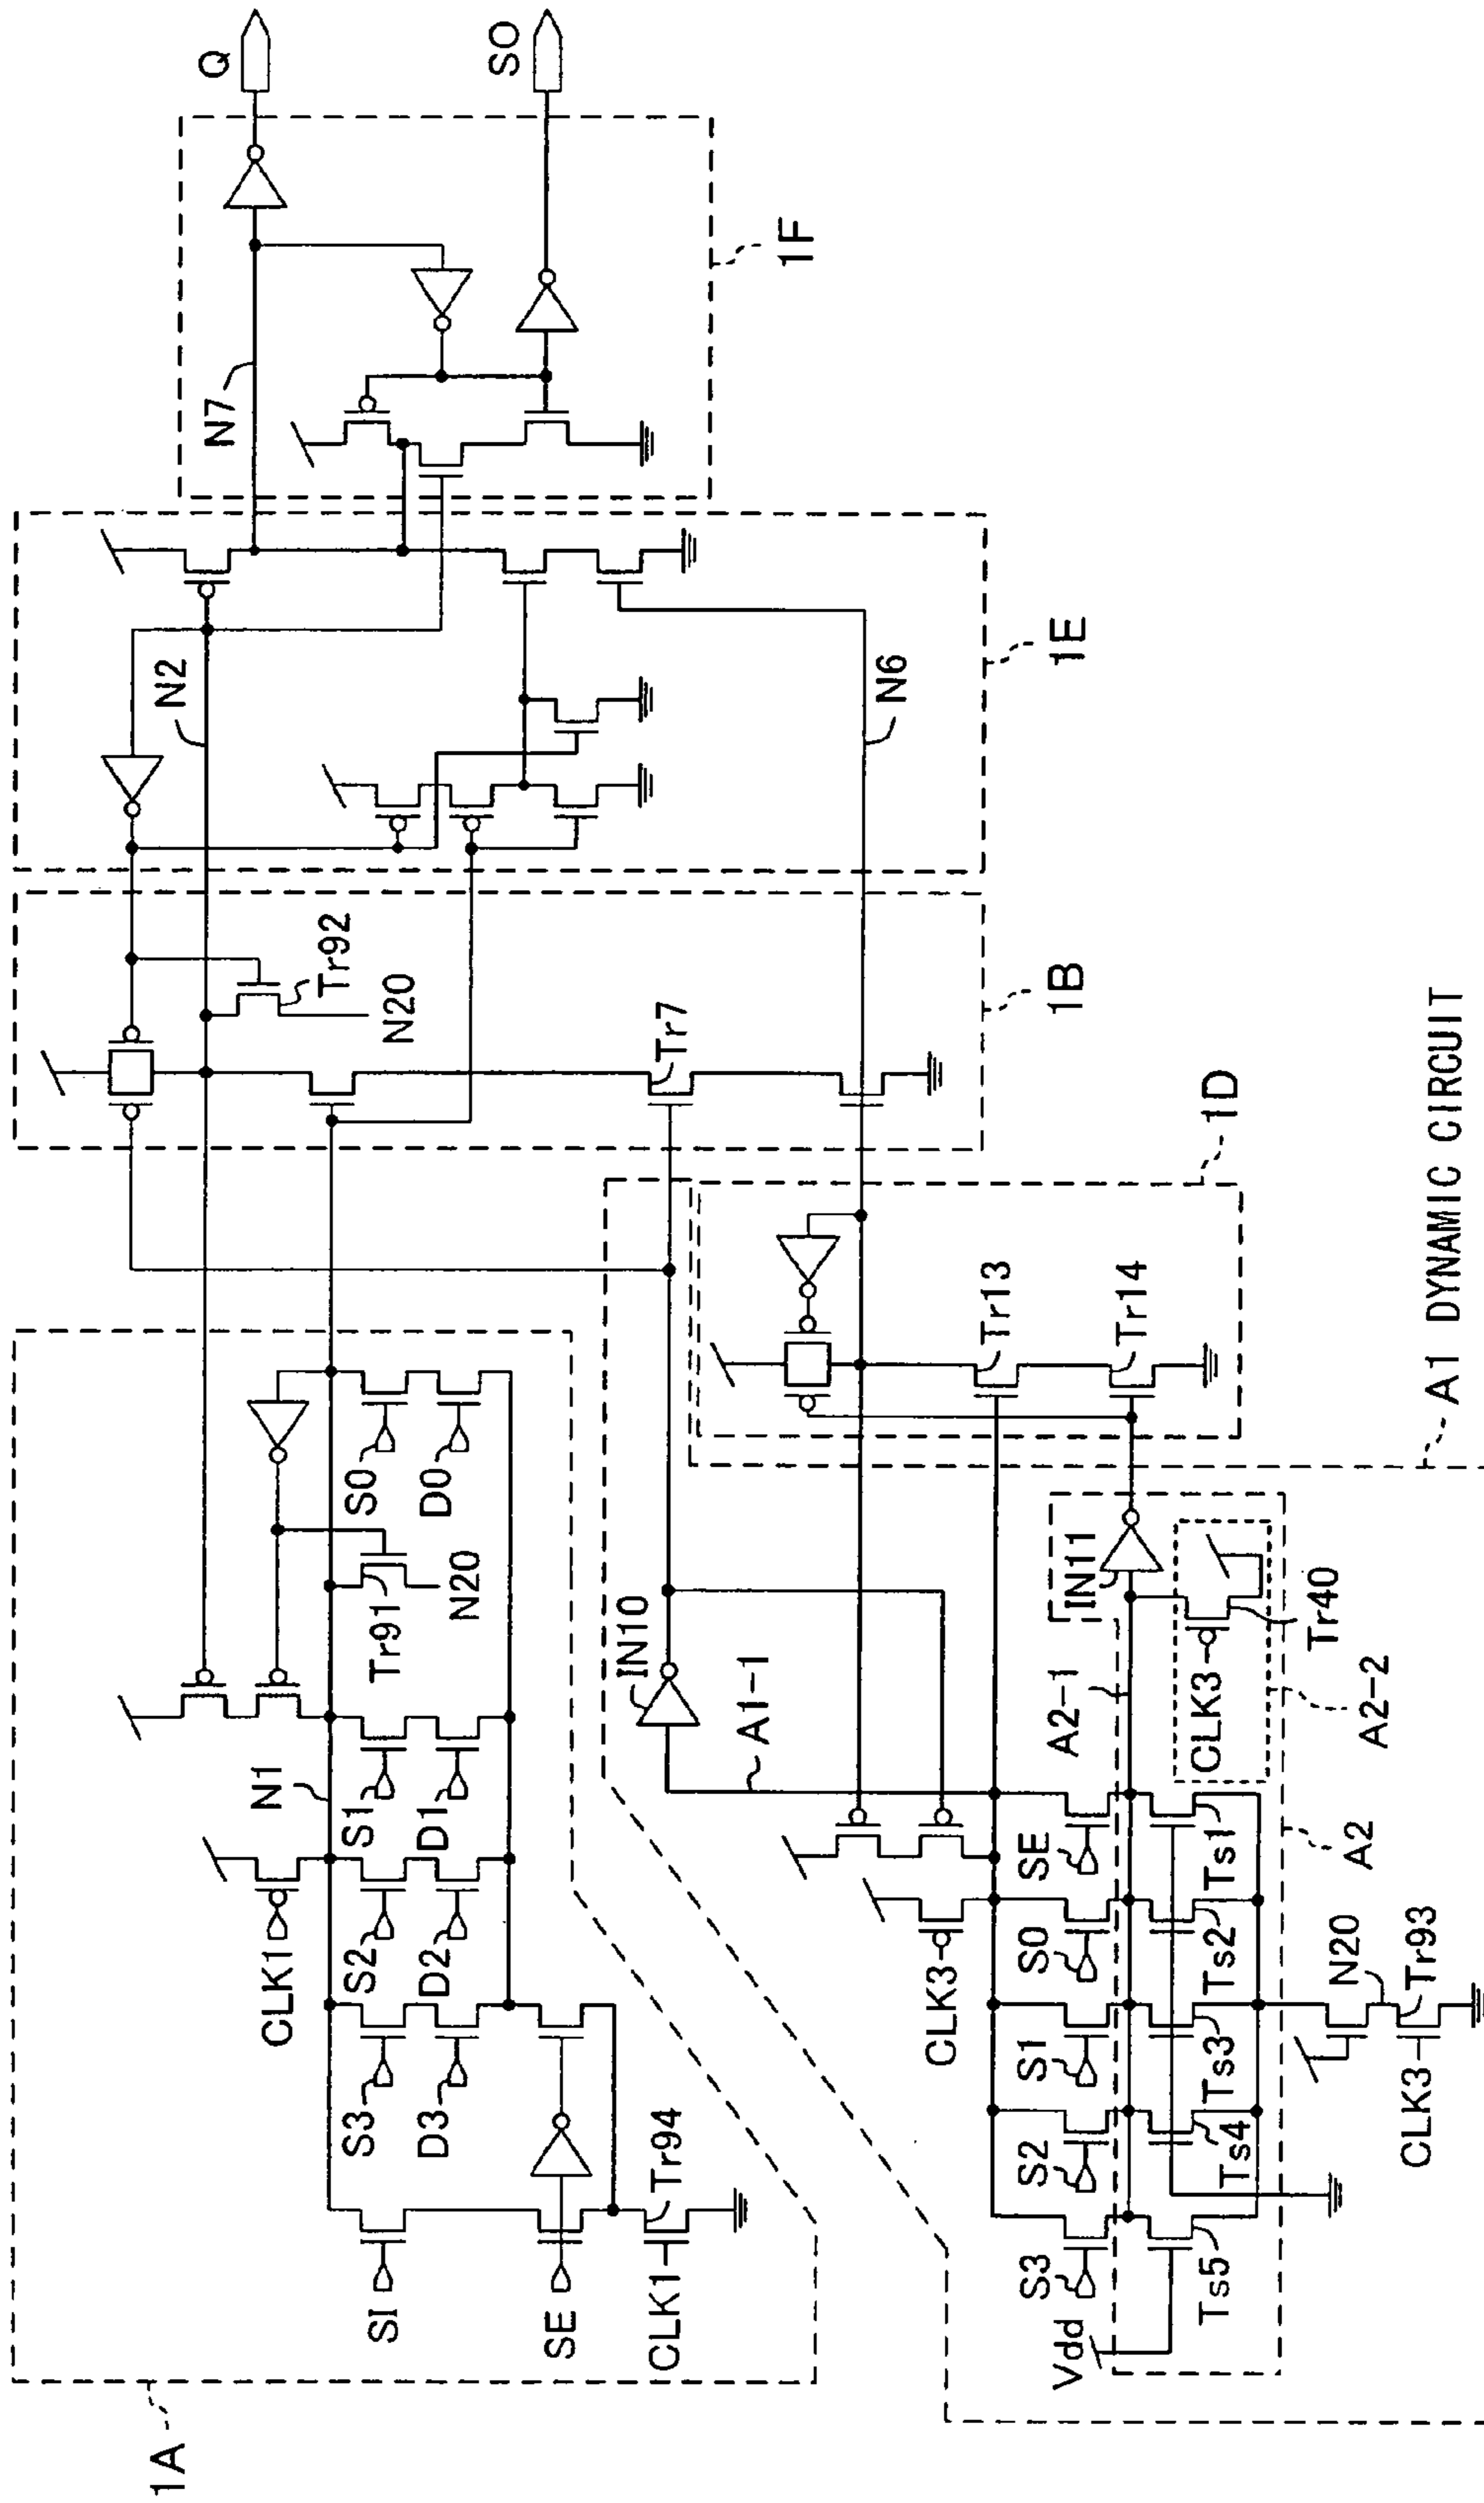 1A
N1
CLK1
S3
D3
S2
D2
S1
D1
S0
D0
Tr91
N20
SI
SE
CLK1
Tr94
N2
Tr92
N20
Tr7
1B
1E
N6
N7
1F
Q
SO
IN10
A1-1
CLK3
S3
S2
S1
S0
SE
A2-1
IN11
CLK3
Tr40
A2-2
A2
Vdd
Ts5
Ts4
Ts3
Ts2
Ts1
N20
CLK3
Tr93
Tr13
Tr14
1D
A1 DYNAMIC CIRCUIT